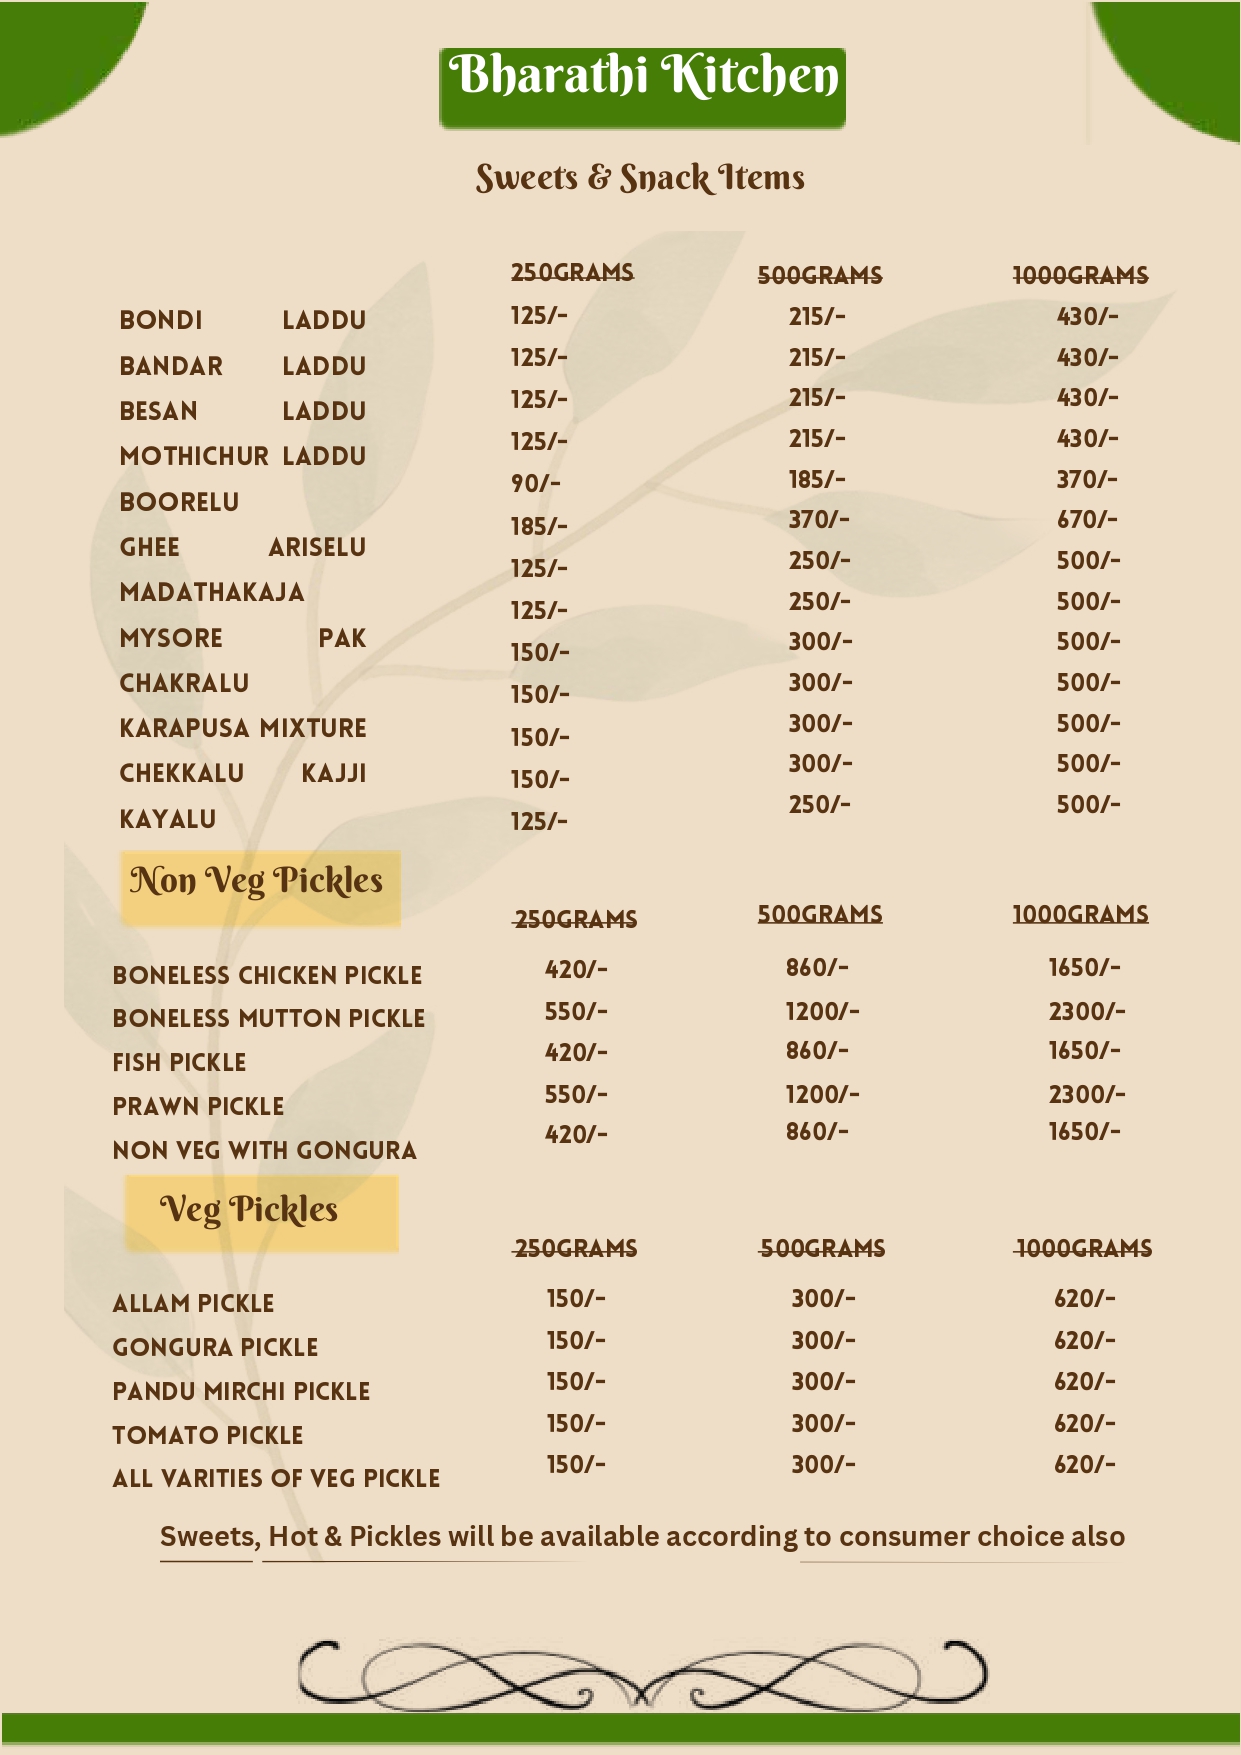 Bharathi Kitchen
Sweets & Snack Items
250GRAMS 500GRAMS 1000GRAMS
BONDI LADDU 125/- 215/- 430/-
BANDAR LADDU 125/- 215/- 430/-
BESAN LADDU 125/- 215/- 430/-
MOTHICHUR LADDU 125/- 215/- 430/-
BOORELU 90/- 185/- 370/-
GHEE ARISELU 185/- 370/- 670/-
MADATHAKAJA 125/- 250/- 500/-
MYSORE PAK 125/- 250/- 500/-
CHAKRALU 150/- 300/- 500/-
KARAPUSA MIXTURE 150/- 300/- 500/-
CHEKKALU KAJJI 150/- 300/- 500/-
KAYALU 150/- 300/- 500/-
125/- 250/- 500/-
Non Veg Pickles
250GRAMS 500GRAMS 1000GRAMS
BONELESS CHICKEN PICKLE 420/- 860/- 1650/-
BONELESS MUTTON PICKLE 550/- 1200/- 2300/-
FISH PICKLE 420/- 860/- 1650/-
PRAWN PICKLE 550/- 1200/- 2300/-
NON VEG WITH GONGURA 420/- 860/- 1650/-
Veg Pickles
250GRAMS 500GRAMS 1000GRAMS
ALLAM PICKLE 150/- 300/- 620/-
GONGURA PICKLE 150/- 300/- 620/-
PANDU MIRCHI PICKLE 150/- 300/- 620/-
TOMATO PICKLE 150/- 300/- 620/-
ALL VARITIES OF VEG PICKLE 150/- 300/- 620/-
Sweets, Hot & Pickles will be available according to consumer choice also